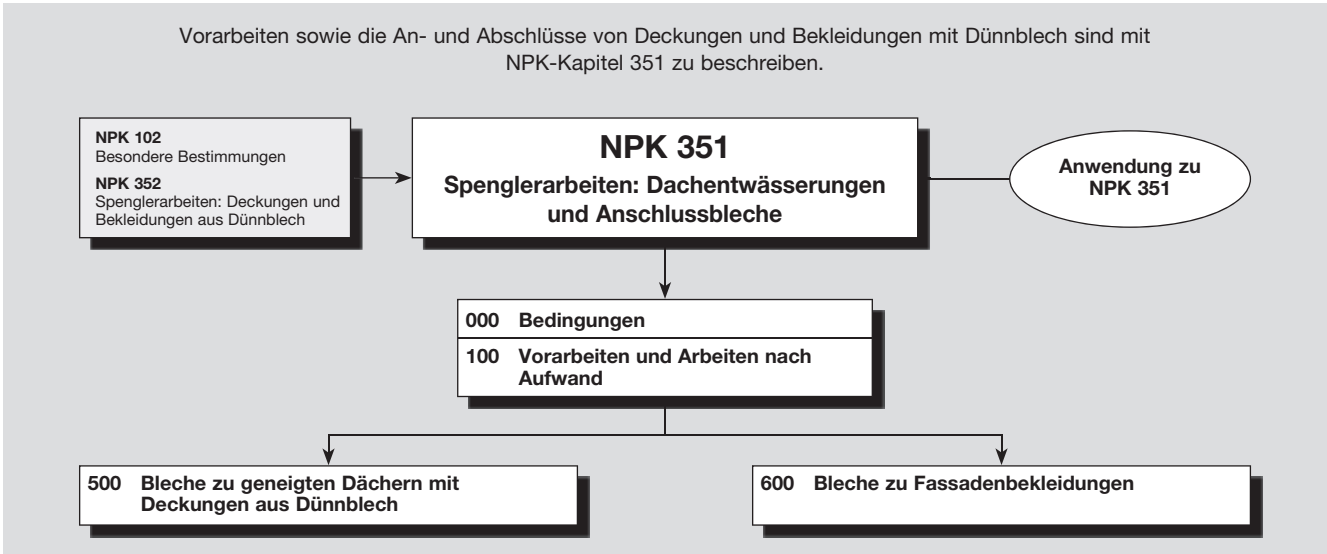 Vorarbeiten sowie die An- und Abschlüsse von Deckungen und Bekleidungen mit Dünnblech sind mit
NPK-Kapitel 351 zu beschreiben.
NPK 102
Besondere Bestimmungen
NPK 352
Spenglerarbeiten: Deckungen und
Bekleidungen aus Dünnblech
NPK 351
Spenglerarbeiten: Dachentwässerungen
und Anschlussbleche
Anwendung zu
NPK 351
000 Bedingungen
100 Vorarbeiten und Arbeiten nach
Aufwand
500 Bleche zu geneigten Dächern mit
Deckungen aus Dünnblech
600 Bleche zu Fassadenbekleidungen